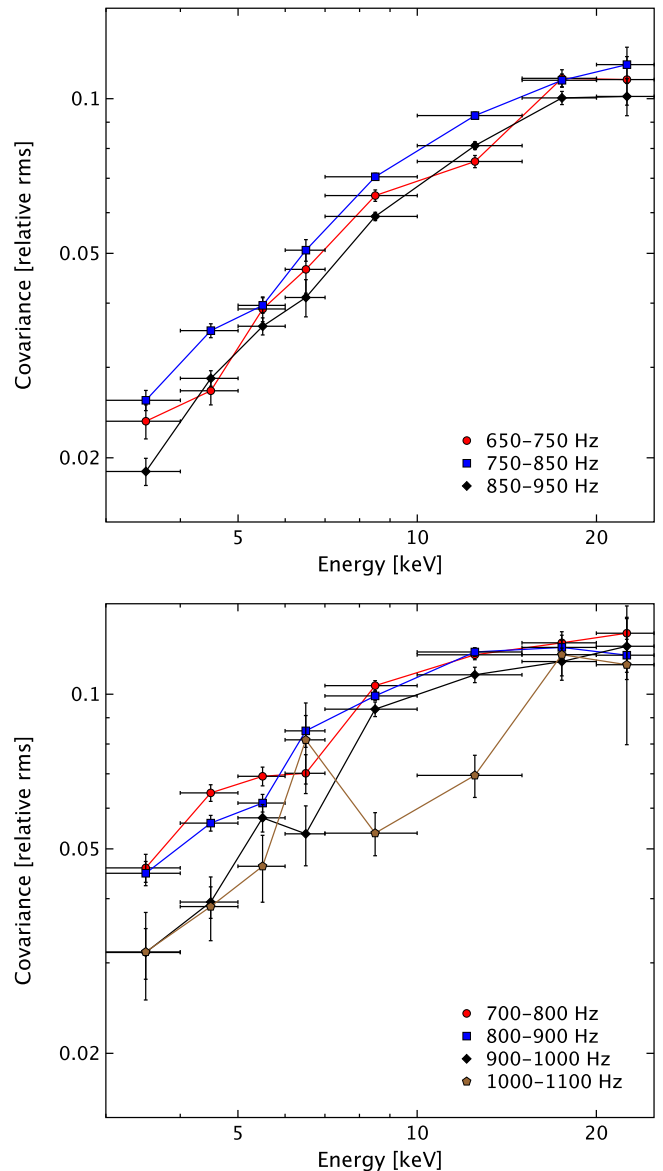 0.1
0.05
0.02
Covariance [relative rms]
650–750 Hz
750–850 Hz
850–950 Hz
5 10 20
Energy [keV]
0.1
0.05
0.02
Covariance [relative rms]
700–800 Hz
800–900 Hz
900–1000 Hz
1000–1100 Hz
5 10 20
Energy [keV]